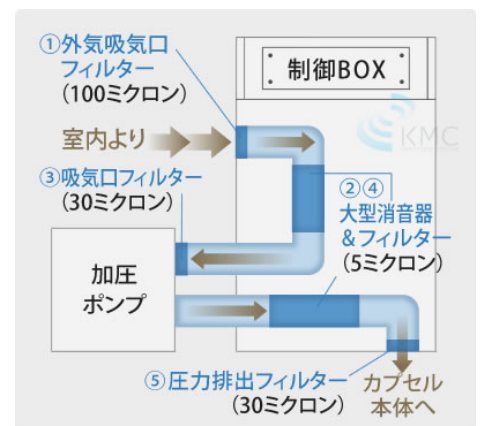 ①外気吸気口
フィルター
(100ミクロン)
制御BOX
KMC
室内より
③吸気口フィルター
(30ミクロン)
②④
大型消音器
&フィルター
(5ミクロン)
加圧
ポンプ
⑤圧力排出フィルター
(30ミクロン)
カプセル
本体へ